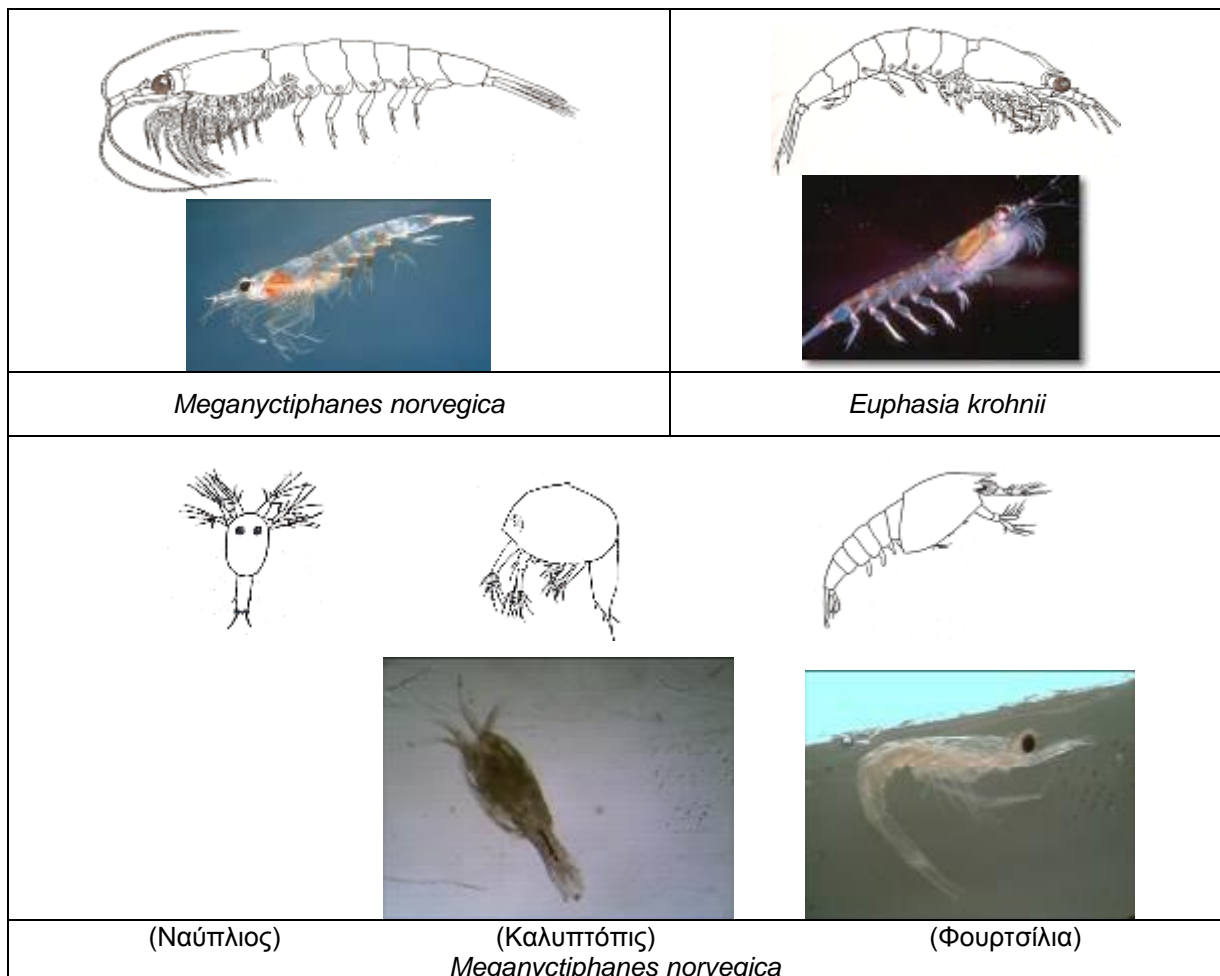 Meganyctiphanes norvegica
Euphasia krohnii
(Ναύπλιος)
(Καλυπτόπις)
(Φουρτσίλια)
Meganyctiphanes norvegica